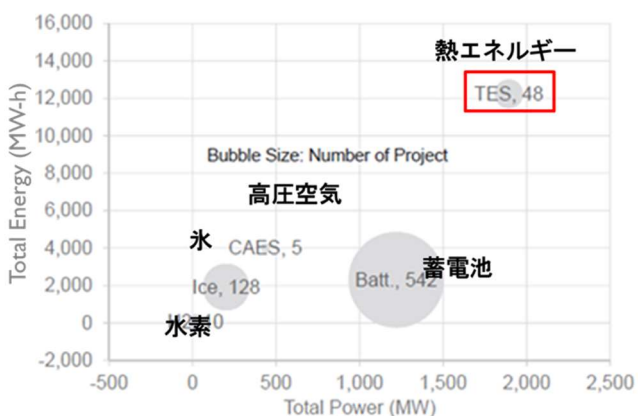 16,000
14,000
12,000
10,000
8,000
6,000
4,000
2,000
0
-2,000
Total Energy (MW-h)
熱エネルギー
TES, 48
Bubble Size: Number of Project
高圧空気
氷
CAES, 5
Ice, 128
Batt., 542
蓄電池
水素
-500
0
500
1,000
1,500
2,000
2,500
Total Power (MW)